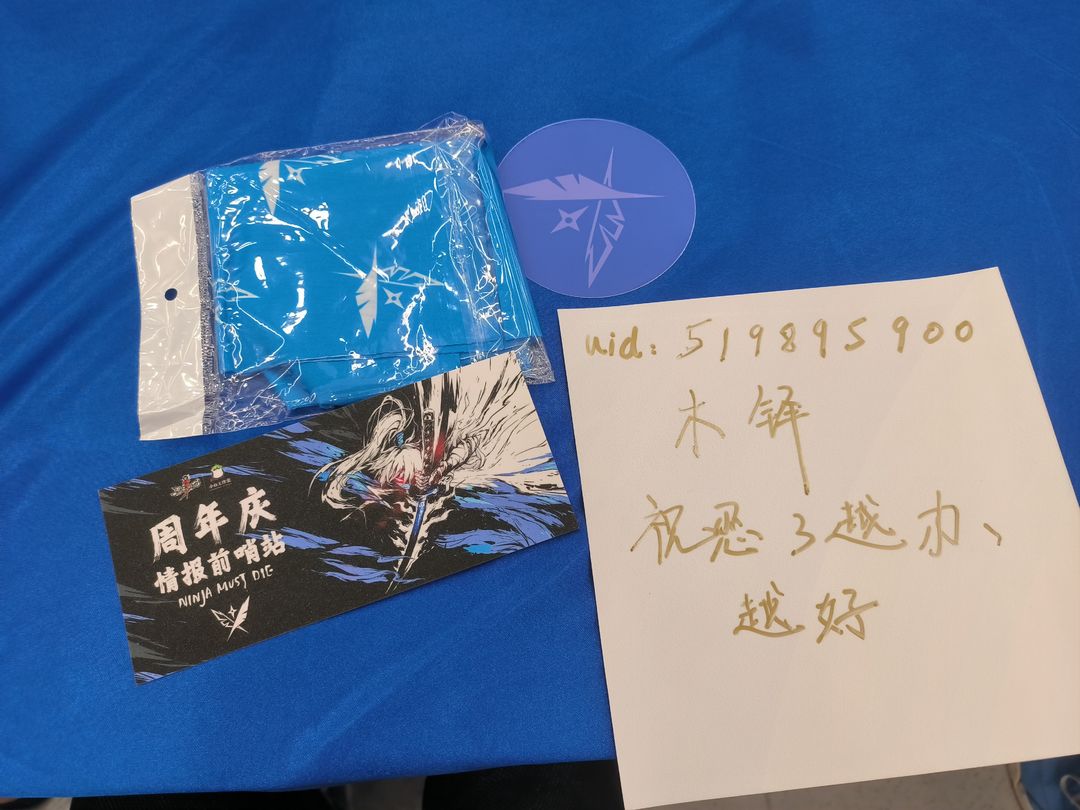 周年庆
情报前哨站
NINJA MUST DIE
uid: 519895900
木铎
祝忍3越办、
越好